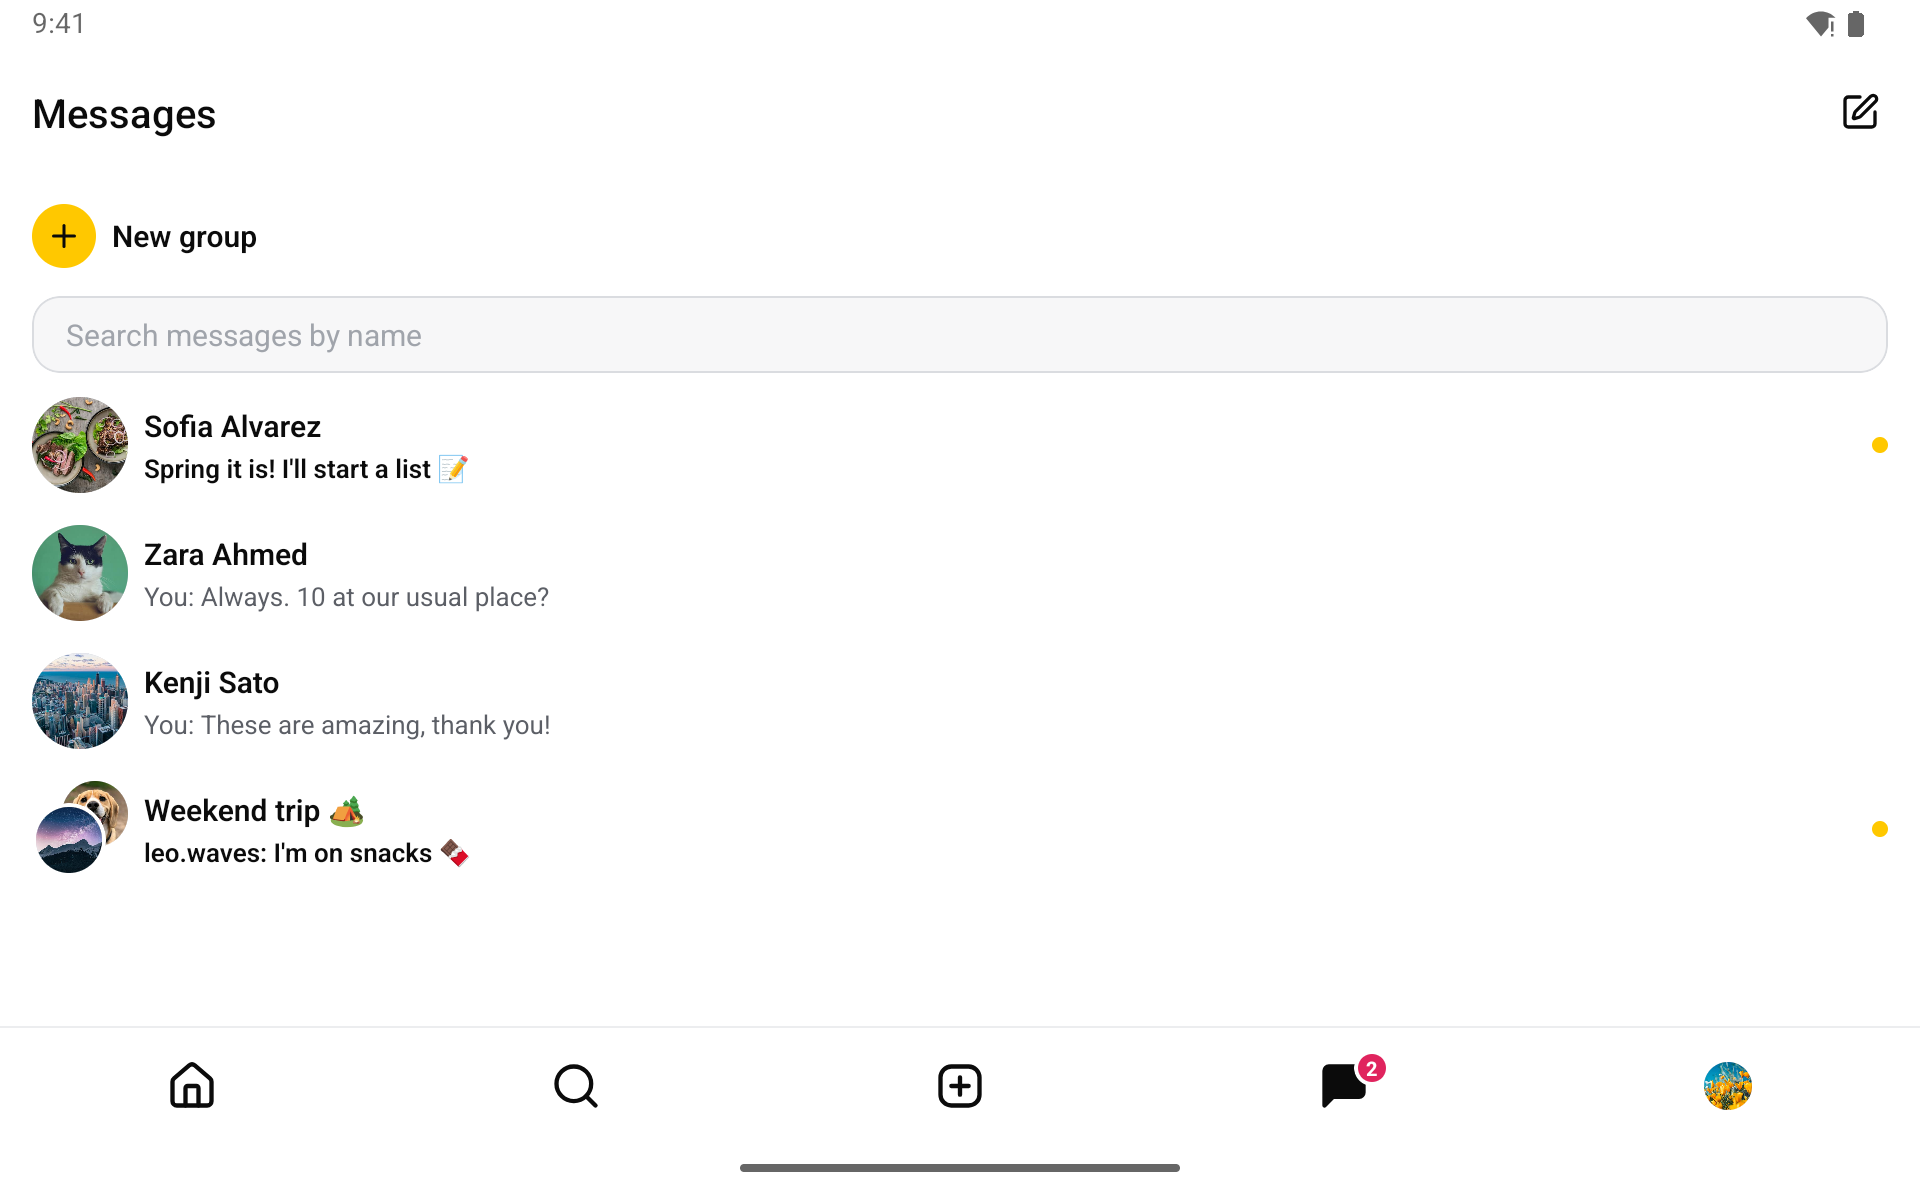 9:41
Messages
New group
Search messages by name
Sofia Alvarez
Spring it is! I'll start a list 📝
Zara Ahmed
You: Always. 10 at our usual place?
Kenji Sato
You: These are amazing, thank you!
Weekend trip 🏕️
leo.waves: I'm on snacks 🍫
2